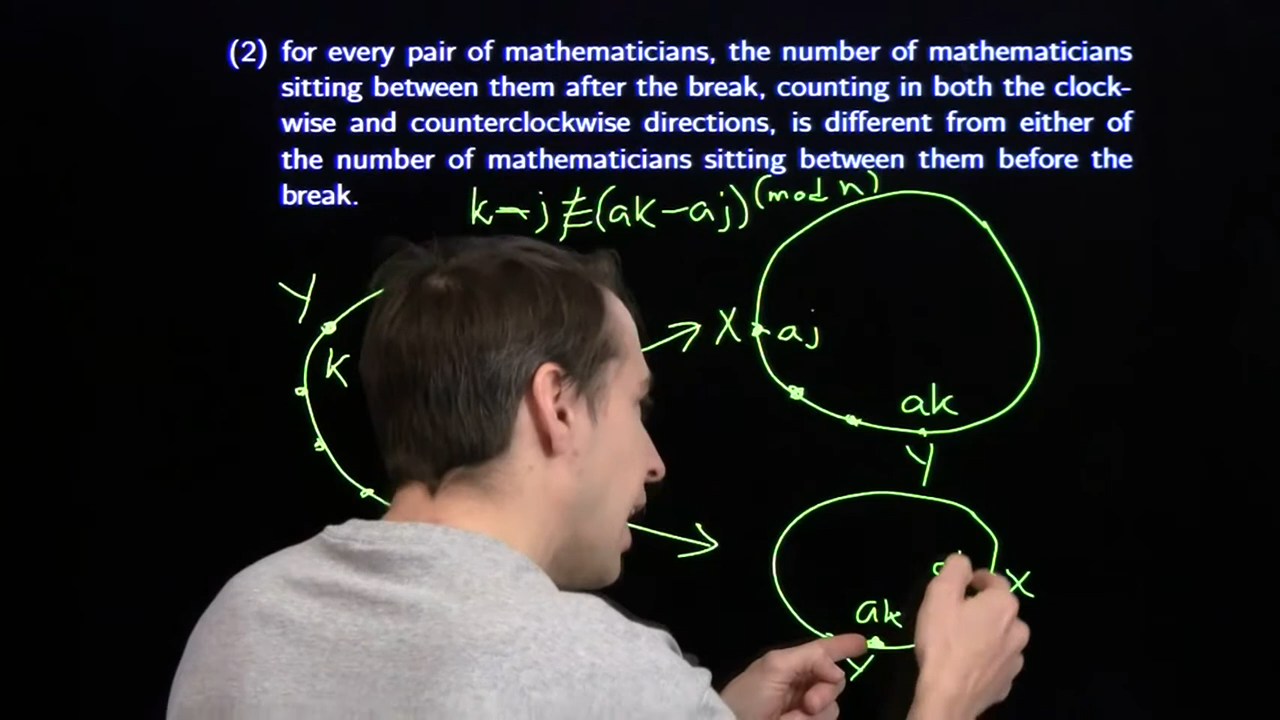 (2) for every pair of mathematicians, the number of mathematicians
sitting between them after the break, counting in both the clock-
wise and counterclockwise directions, is different from either of
the number of mathematicians sitting between them before the
break.
k-j≢(ak-aj) (mod n)
Y
K
X
aj
ak
Y
X
ak
Y